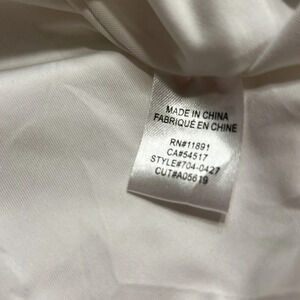 MADE IN CHINA
FABRIQUÉ EN CHINE
RN#11891
CA#54517
STYLE#704-0427
CUT#A05619